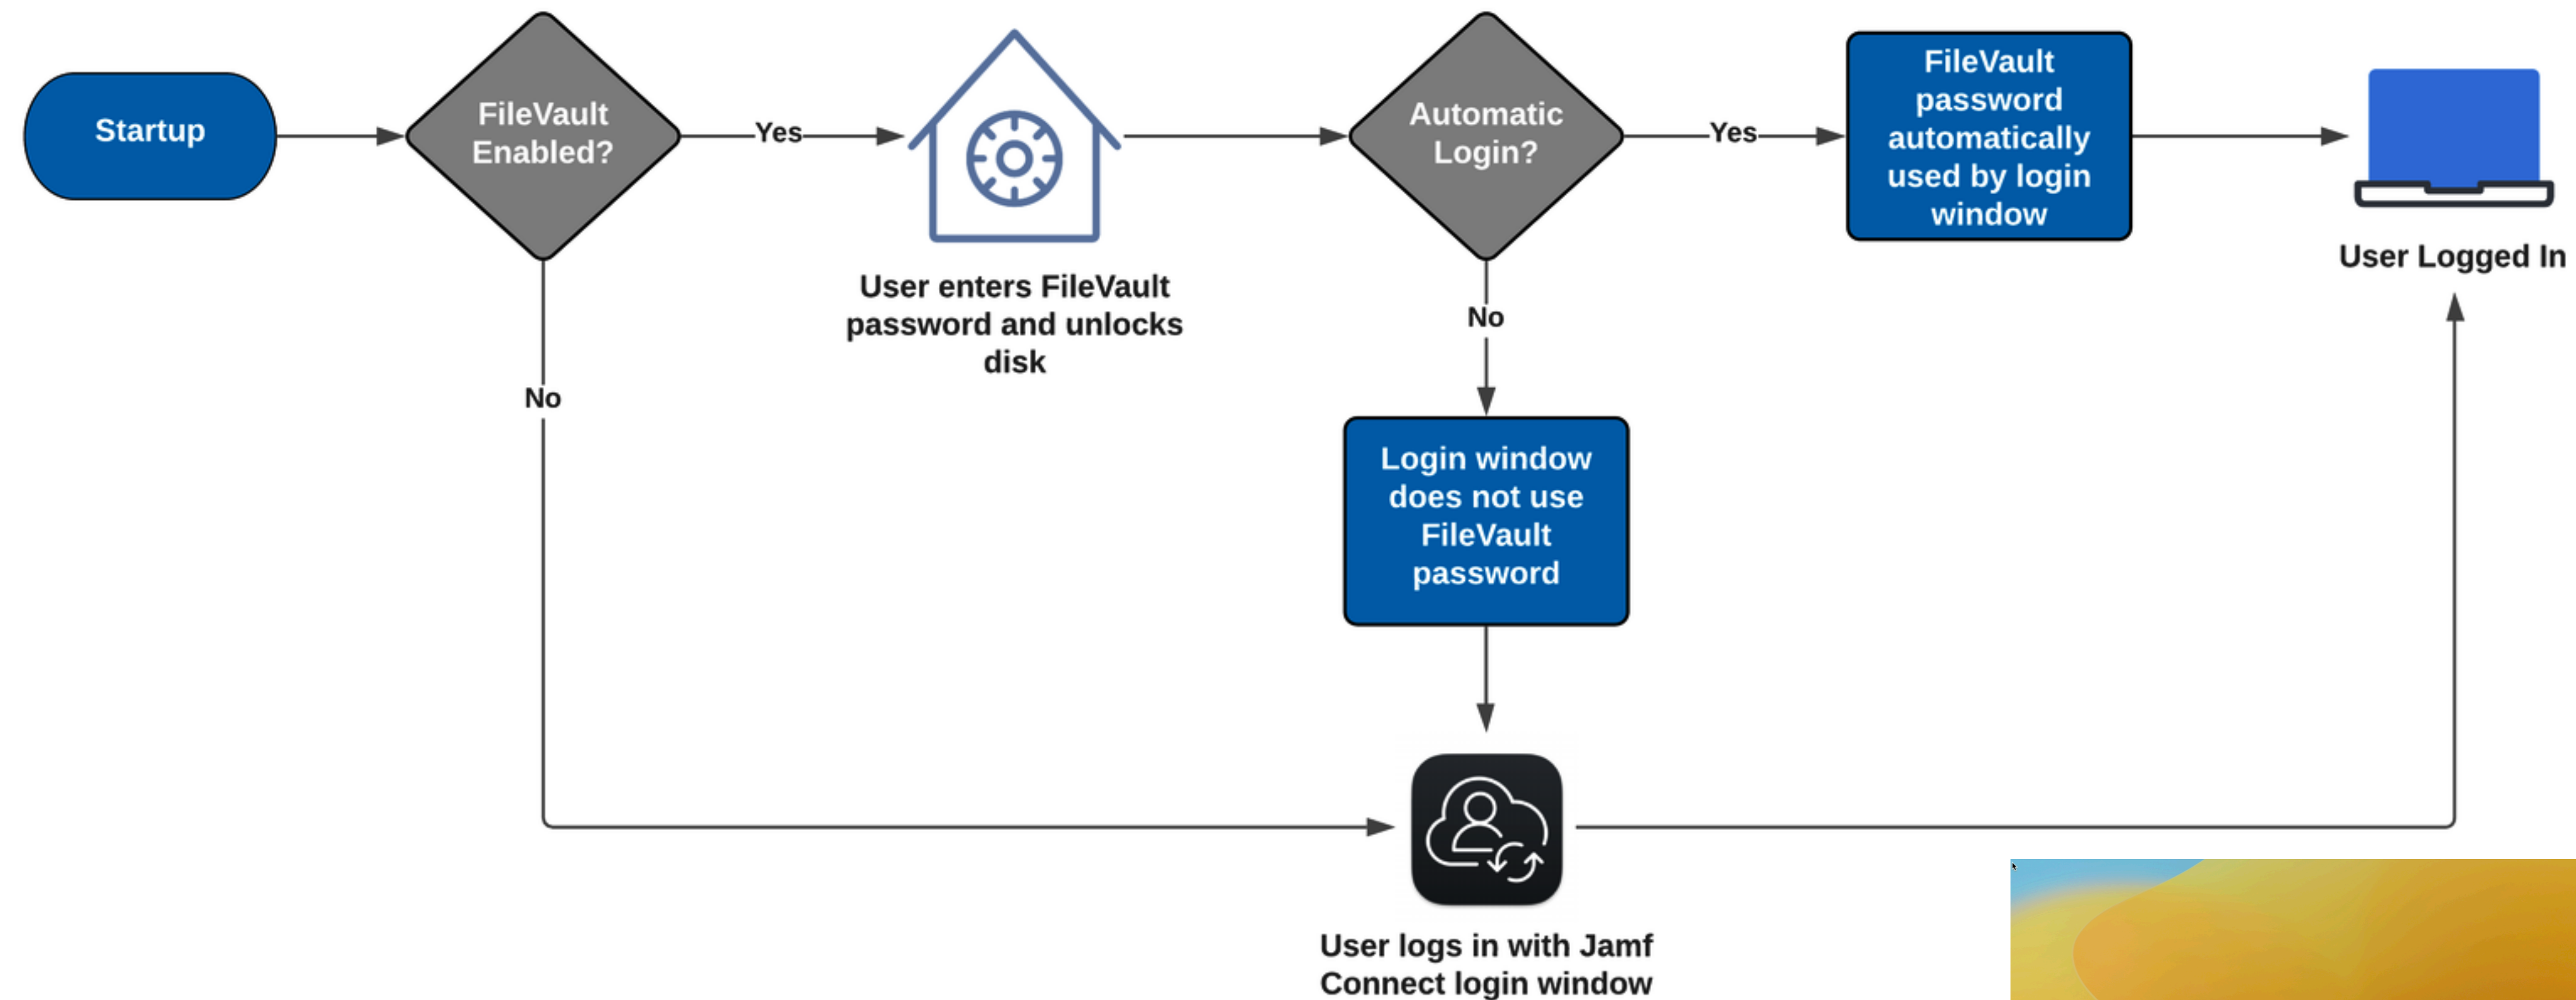 Startup
FileVault
Enabled?
Yes
No
User enters FileVault
password and unlocks
disk
Automatic
Login?
Yes
No
FileVault
password
automatically
used by login
window
User Logged In
Login window
does not use
FileVault
password
User logs in with Jamf
Connect login window